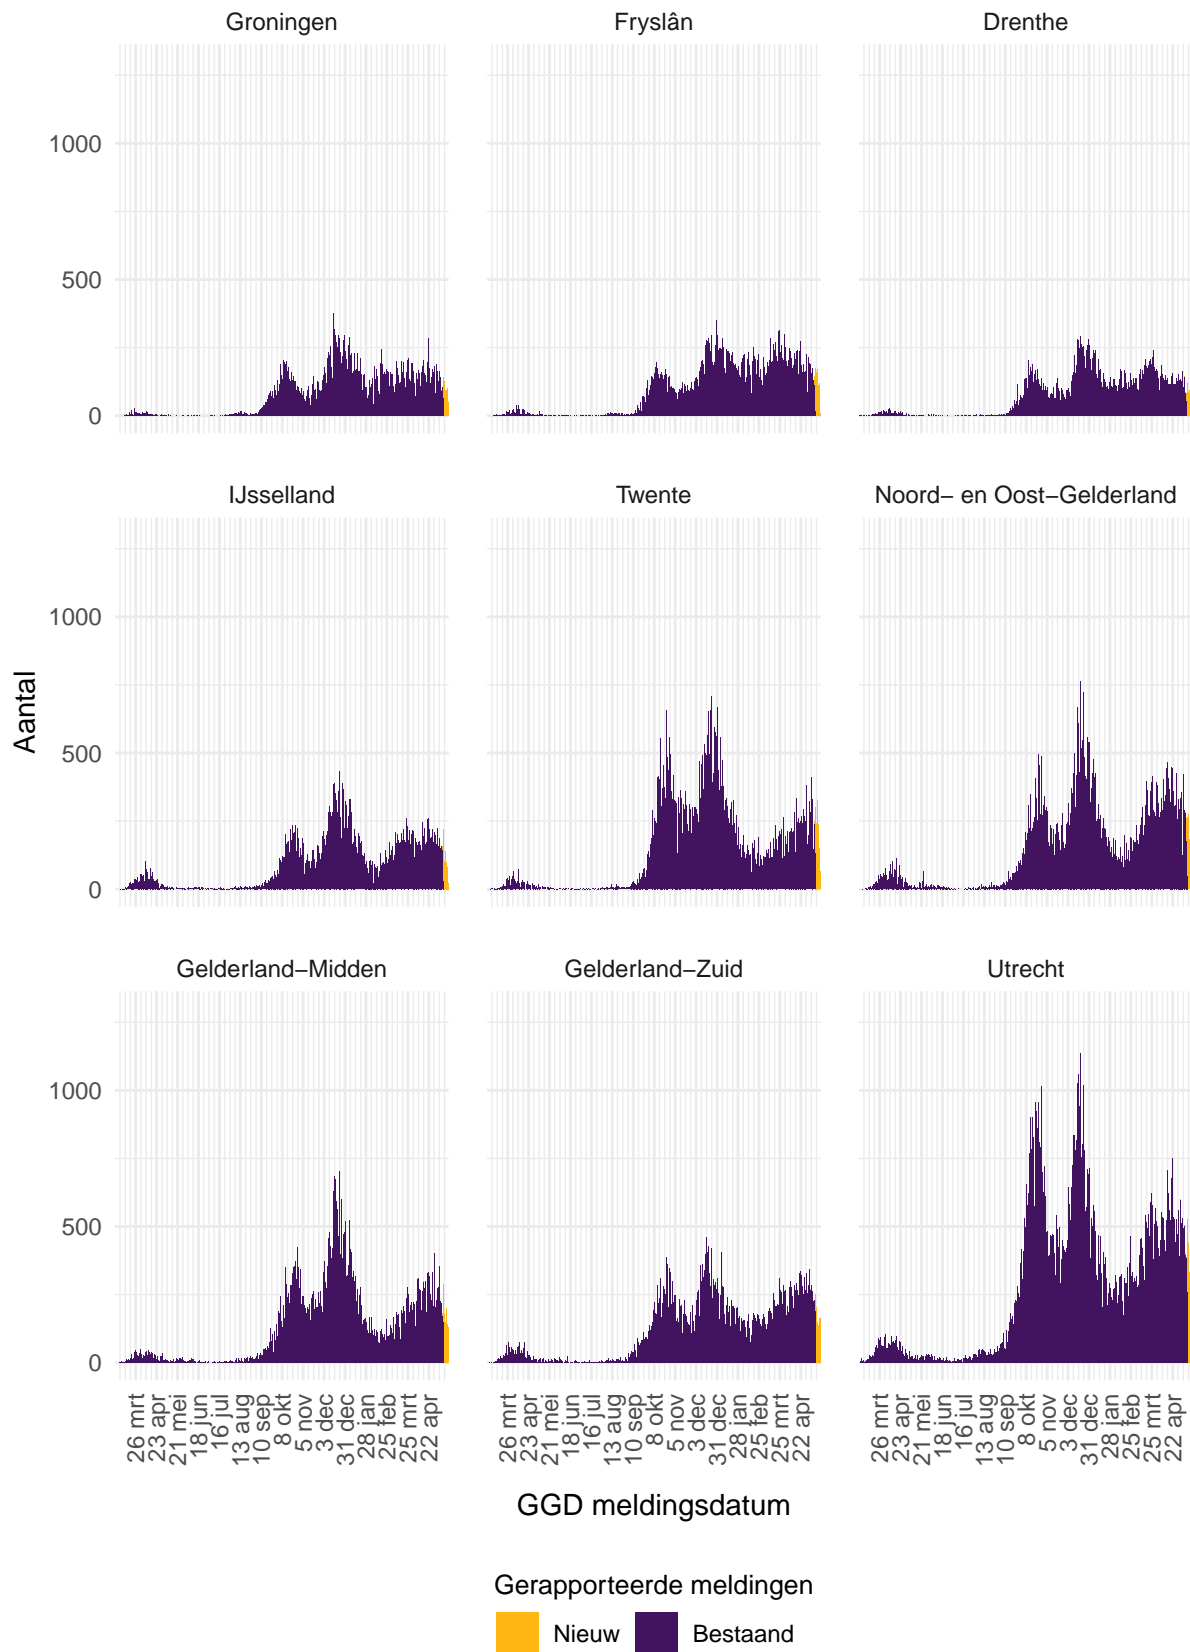 Groningen Fryslân Drenthe
1000
500
0
IJsselland Twente Noord− en Oost−Gelderland
1000
500
0
Aantal
Gelderland−Midden Gelderland−Zuid Utrecht
1000
500
0
26 mrt 23 apr 21 mei 18 jun 16 jul 13 aug 10 sep 8 okt 5 nov 3 dec 31 dec 28 jan 25 feb 25 mrt 22 apr
26 mrt 23 apr 21 mei 18 jun 16 jul 13 aug 10 sep 8 okt 5 nov 3 dec 31 dec 28 jan 25 feb 25 mrt 22 apr
26 mrt 23 apr 21 mei 18 jun 16 jul 13 aug 10 sep 8 okt 5 nov 3 dec 31 dec 28 jan 25 feb 25 mrt 22 apr
GGD meldingsdatum
Gerapporteerde meldingen
Nieuw Bestaand